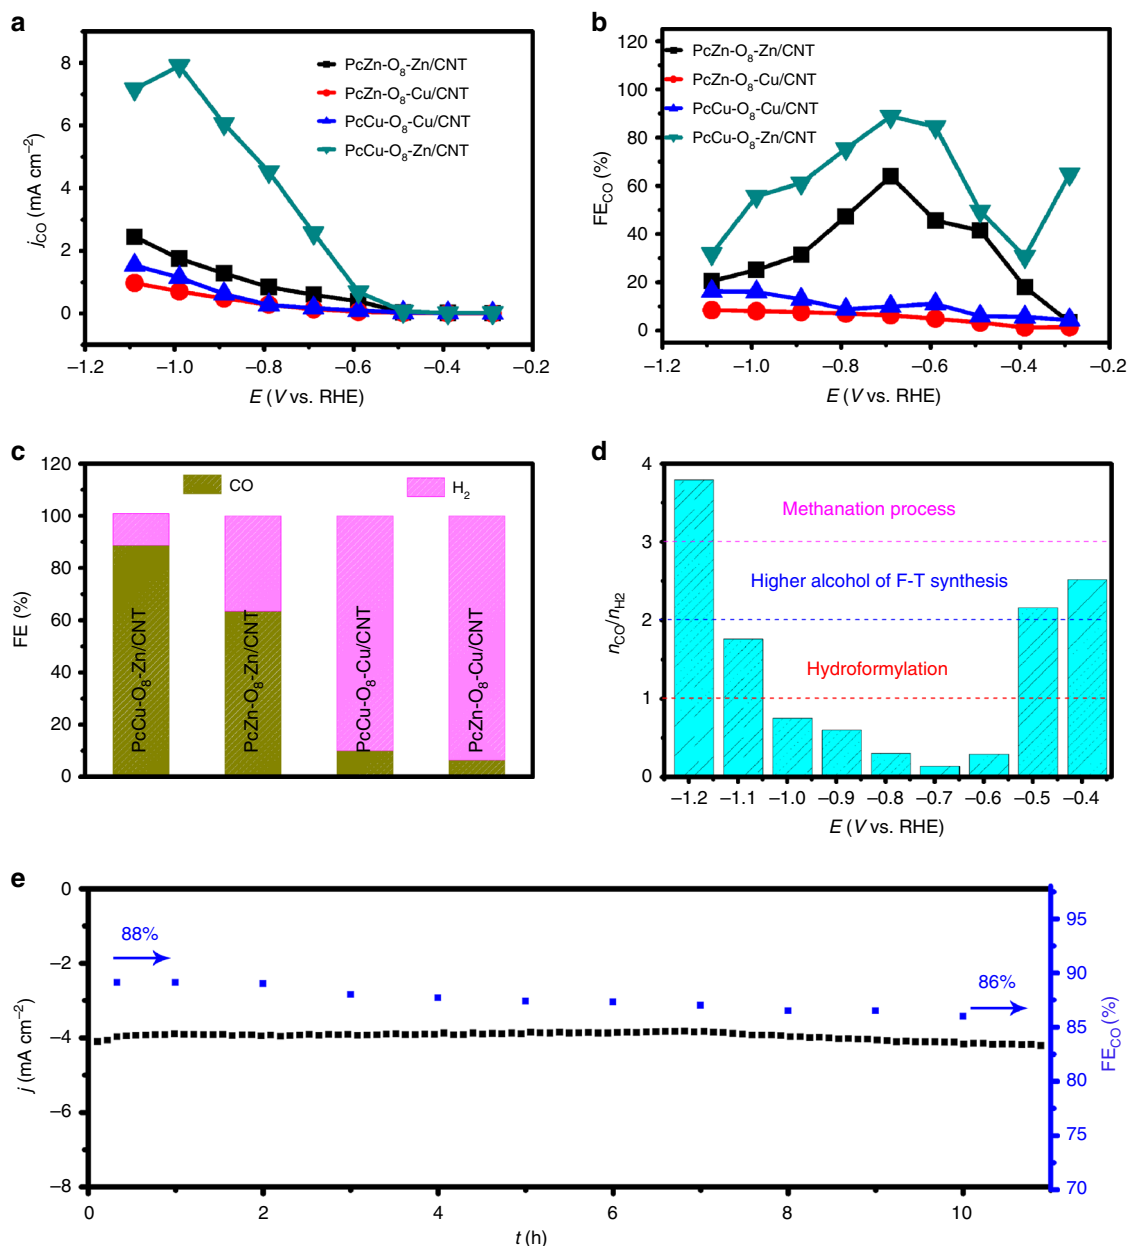 a
8
6
4
2
0
j_CO (mA cm⁻²)
PcZn-O₈-Zn/CNT
PcZn-O₈-Cu/CNT
PcCu-O₈-Cu/CNT
PcCu-O₈-Zn/CNT
−1.2 −1.0 −0.8 −0.6 −0.4 −0.2
E (V vs. RHE)
b
120
100
80
60
40
20
0
FE_CO (%)
PcZn-O₈-Zn/CNT
PcZn-O₈-Cu/CNT
PcCu-O₈-Cu/CNT
PcCu-O₈-Zn/CNT
−1.2 −1.0 −0.8 −0.6 −0.4 −0.2
E (V vs. RHE)
c
120
100
80
60
40
20
0
FE (%)
CO H₂
PcCu-O₈-Zn/CNT
PcZn-O₈-Zn/CNT
PcCu-O₈-Cu/CNT
PcZn-O₈-Cu/CNT
d
4
3
2
1
0
n_CO/n_H2
Methanation process
Higher alcohol of F-T synthesis
Hydroformylation
−1.2 −1.1 −1.0 −0.9 −0.8 −0.7 −0.6 −0.5 −0.4
E (V vs. RHE)
e
0
−2
−4
−6
−8
j (mA cm⁻²)
88%
86%
95
90
85
80
75
70
FE_CO (%)
0 2 4 6 8 10
t (h)